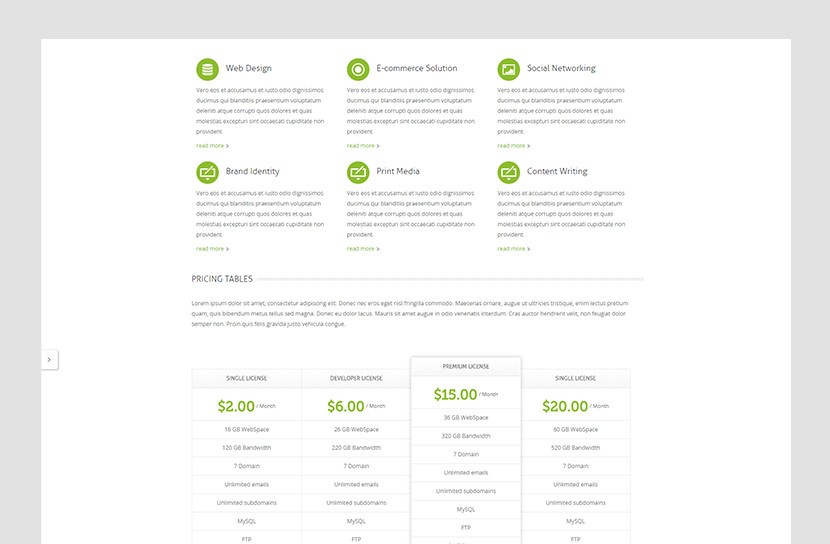 Web Design
Vero eos et accusamus et iusto odio dignissimos
ducimus qui blanditiis praesentium voluptatum
deleniti atque corrupti quos dolores et quas
molestias excepturi sint occaecati cupiditate non
provident.
read more »
E-commerce Solution
Vero eos et accusamus et iusto odio dignissimos
ducimus qui blanditiis praesentium voluptatum
deleniti atque corrupti quos dolores et quas
molestias excepturi sint occaecati cupiditate non
provident.
read more »
Social Networking
Vero eos et accusamus et iusto odio dignissimos
ducimus qui blanditiis praesentium voluptatum
deleniti atque corrupti quos dolores et quas
molestias excepturi sint occaecati cupiditate non
provident.
read more »
Brand Identity
Vero eos et accusamus et iusto odio dignissimos
ducimus qui blanditiis praesentium voluptatum
deleniti atque corrupti quos dolores et quas
molestias excepturi sint occaecati cupiditate non
provident.
read more »
Print Media
Vero eos et accusamus et iusto odio dignissimos
ducimus qui blanditiis praesentium voluptatum
deleniti atque corrupti quos dolores et quas
molestias excepturi sint occaecati cupiditate non
provident.
read more »
Content Writing
Vero eos et accusamus et iusto odio dignissimos
ducimus qui blanditiis praesentium voluptatum
deleniti atque corrupti quos dolores et quas
molestias excepturi sint occaecati cupiditate non
provident.
read more »
PRICING TABLES
Lorem ipsum dolor sit amet, consectetur adipiscing elit. Donec nec eros eget nisl fringilla commodo. Maecenas ornare, augue ut ultricies tristique, enim lectus pretium
quam, quis bibendum metus tellus sed magna. Donec eu dolor lacus. Mauris sit amet augue in odio venenatis interdum. Cras auctor hendrerit velit, non feugiat dolor
semper non. Proin quis felis gravida justo vehicula congue.
SINGLE LICENSE
$2.00 / Month
16 GB WebSpace
120 GB Bandwidth
7 Domain
Unlimited emails
Unlimited subdomains
MySQL
FTP
DEVELOPER LICENSE
$6.00 / Month
26 GB WebSpace
220 GB Bandwidth
7 Domain
Unlimited emails
Unlimited subdomains
MySQL
FTP
PREMIUM LICENSE
$15.00 / Month
36 GB WebSpace
320 GB Bandwidth
7 Domain
Unlimited emails
Unlimited subdomains
MySQL
FTP
SINGLE LICENSE
$20.00 / Month
60 GB WebSpace
520 GB Bandwidth
7 Domain
Unlimited emails
Unlimited subdomains
MySQL
FTP